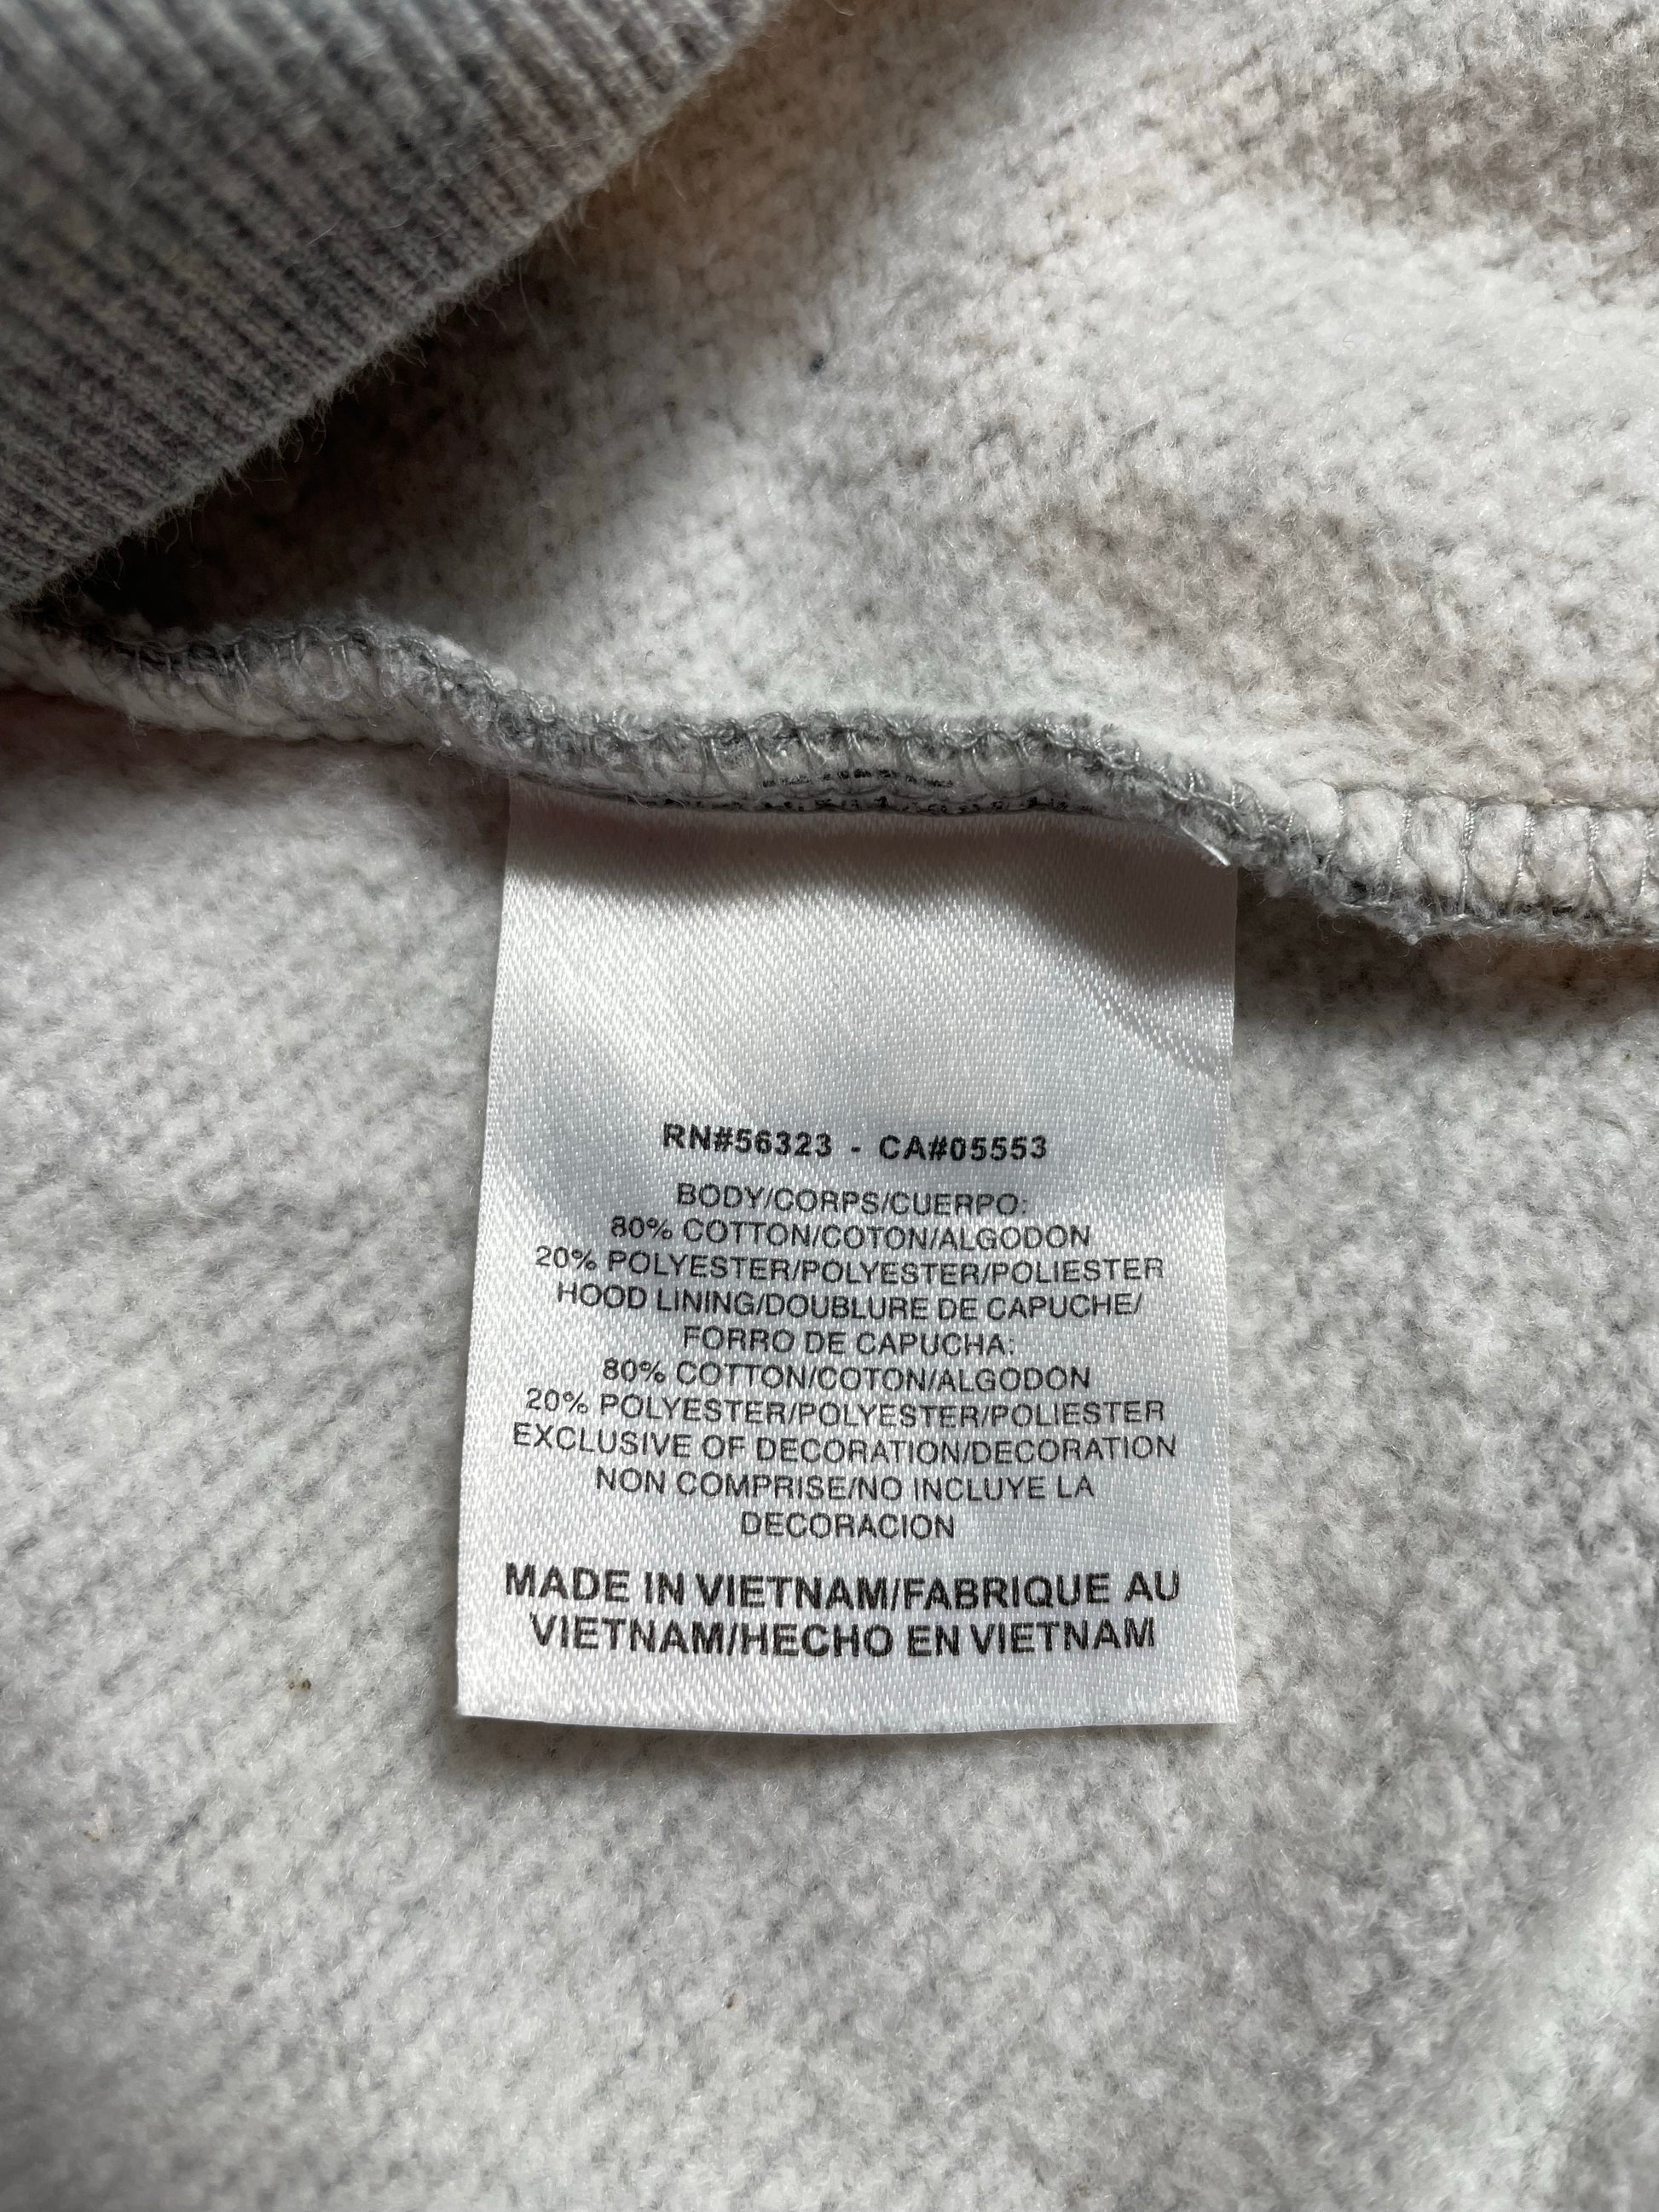 RN#56323 - CA#05553
BODY/CORPS/CUERPO:
80% COTTON/COTON/ALGODON
20% POLYESTER/POLYESTER/POLIESTER
HOOD LINING/DOUBLURE DE CAPUCHE/
FORRO DE CAPUCHA:
80% COTTON/COTON/ALGODON
20% POLYESTER/POLYESTER/POLIESTER
EXCLUSIVE OF DECORATION/DECORATION
NON COMPRISE/NO INCLUYE LA
DECORACION
MADE IN VIETNAM/FABRIQUE AU
VIETNAM/HECHO EN VIETNAM